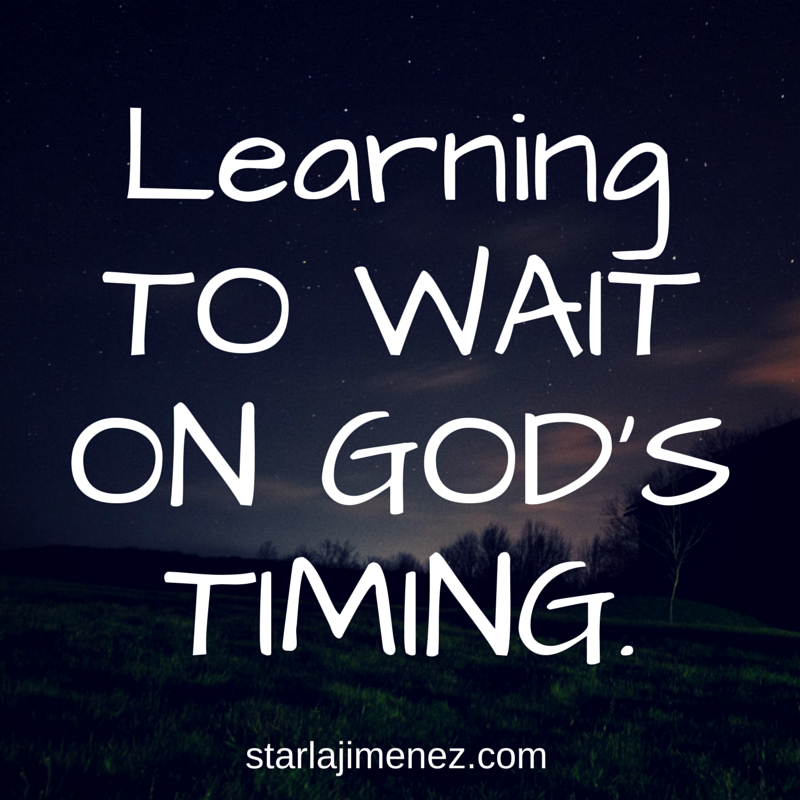 Learning
TO WAIT
ON GOD'S
TIMING.
starlajimenez.com